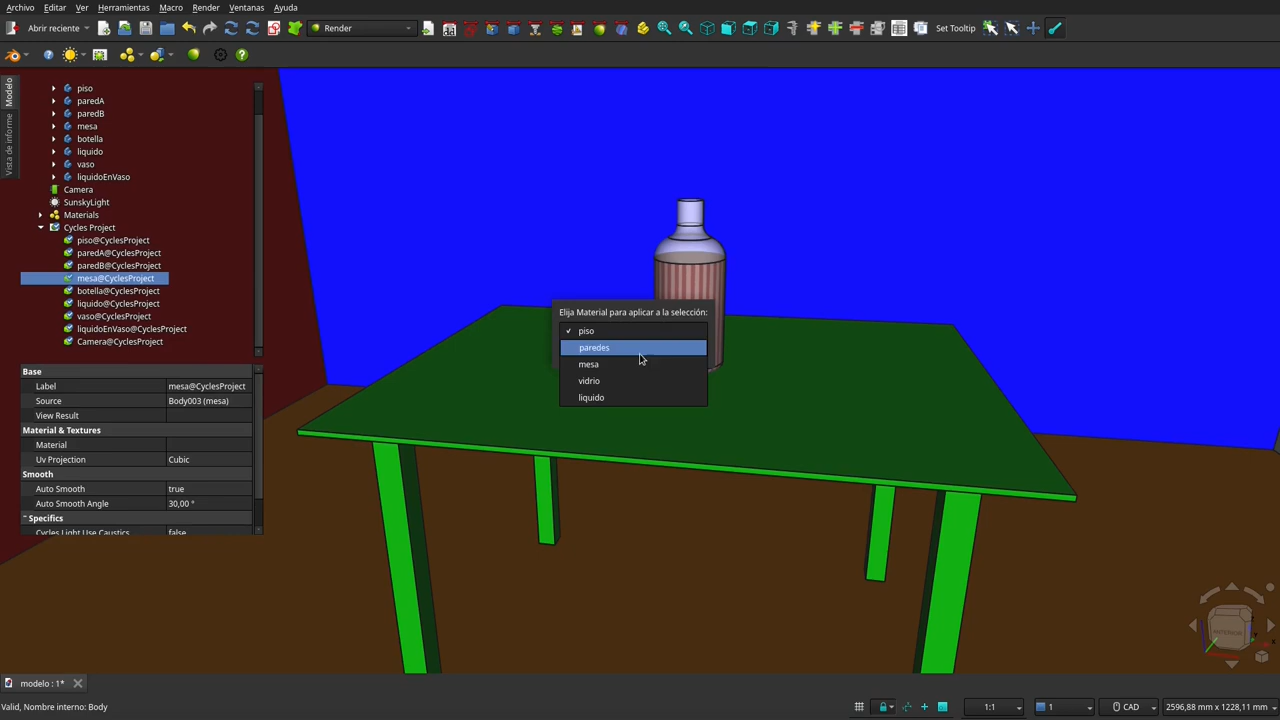 Archivo Editar Ver Herramientas Macro Render Ventanas Ayuda
Abrir reciente Render Set Tooltip
Modelo
Vista de informe
piso
paredA
paredB
mesa
botella
liquido
vaso
liquidoEnVaso
Camera
SunskyLight
Materials
Cycles Project
piso@CyclesProject
paredA@CyclesProject
paredB@CyclesProject
mesa@CyclesProject
botella@CyclesProject
liquido@CyclesProject
vaso@CyclesProject
liquidoEnVaso@CyclesProject
Camera@CyclesProject
Base
Label mesa@CyclesProject
Source Body003 (mesa)
View Result
Material & Textures
Material
Uv Projection Cubic
Smooth
Auto Smooth true
Auto Smooth Angle 30,00 °
Specifics
Cycles Light Use Caustics false
Elija Material para aplicar a la selección:
✓ piso
paredes
mesa
vidrio
liquido
modelo : 1*
Valid, Nombre interno: Body 1:1 1 CAD 2596,88 mm x 1228,11 mm